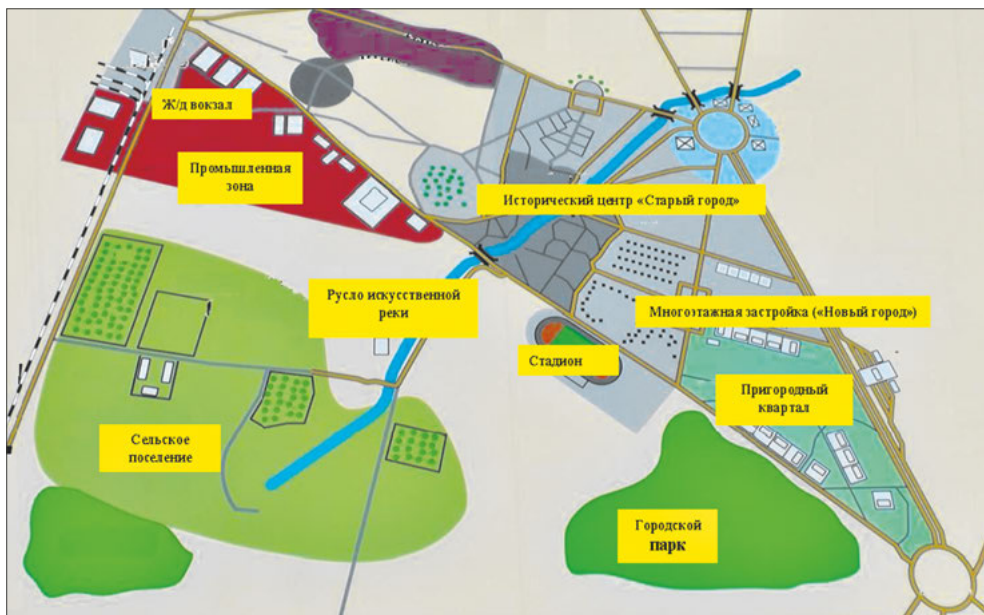 Ж/д вокзал
Промышленная
зона
Исторический центр «Старый город»
Русло искусственной
реки
Многоэтажная застройка («Новый город»)
Стадион
Пригородный
квартал
Сельское
поселение
Городской
парк